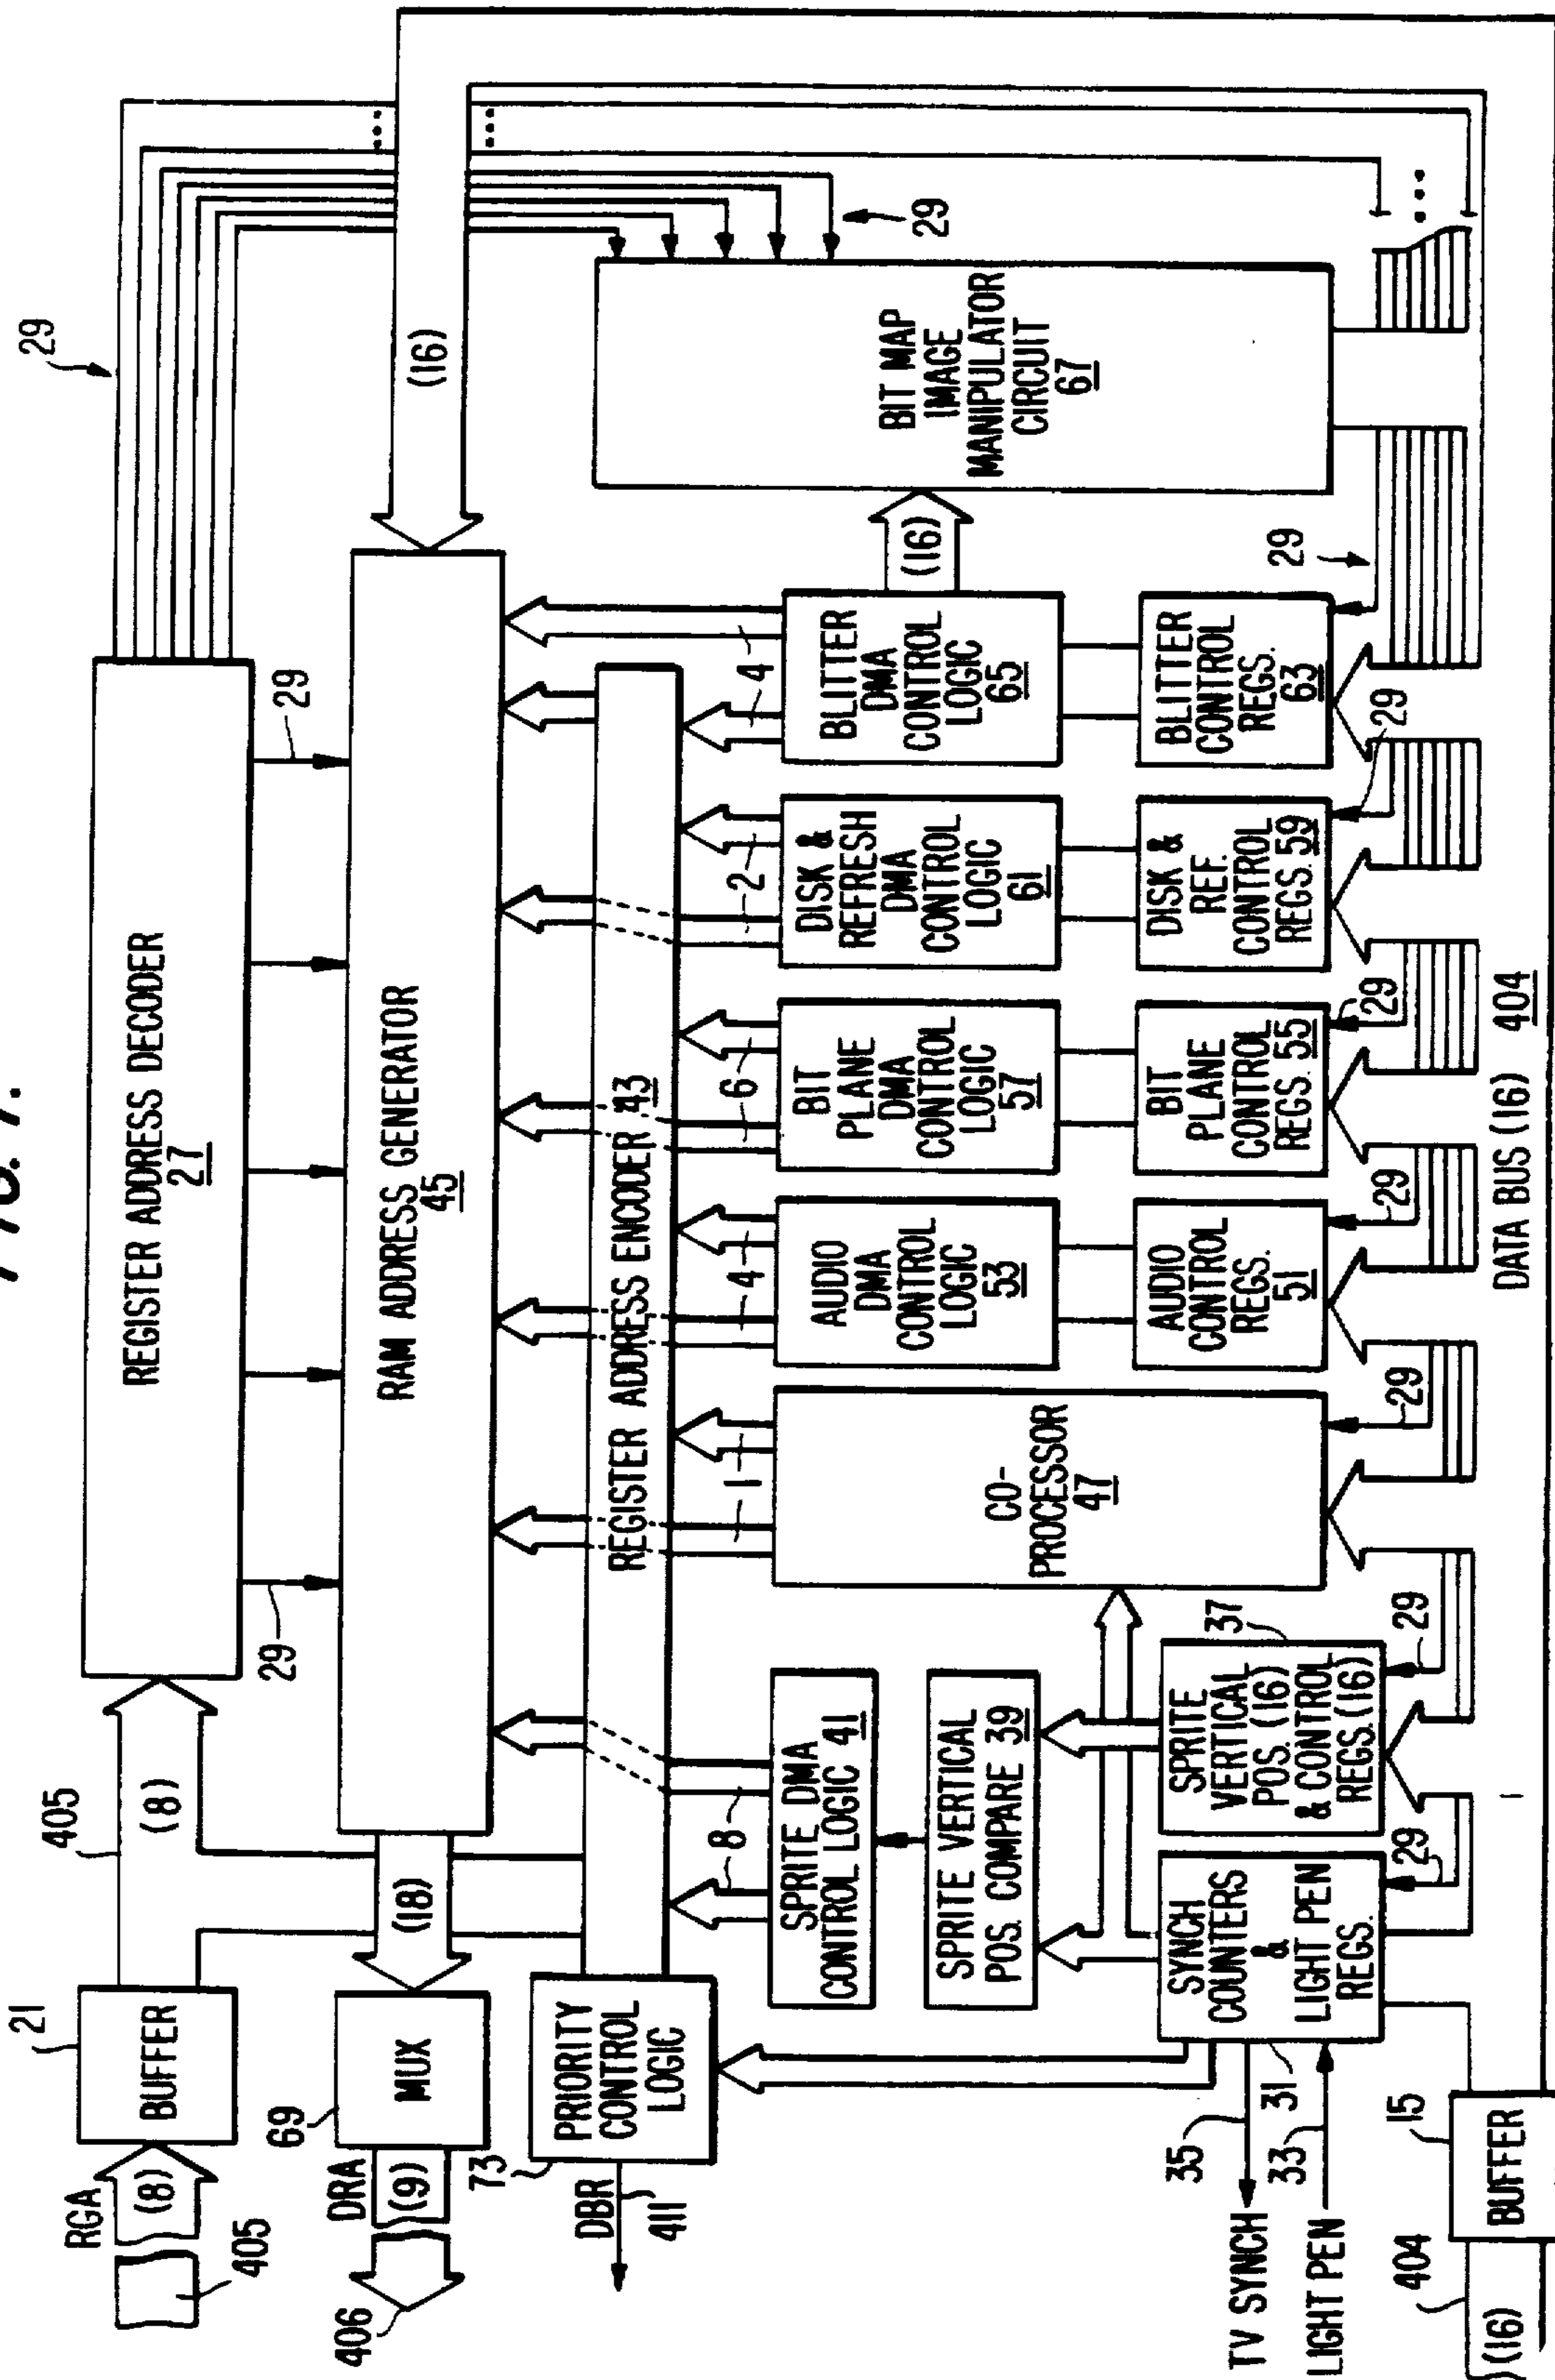 FIG. 7.
21
BUFFER
RGA
(8)
405
405
(8)
REGISTER ADDRESS DECODER
27
29
29
29
69
MUX
DRA
(9)
406
(18)
RAM ADDRESS GENERATOR
45
(16)
73
PRIORITY
CONTROL
LOGIC
DBR
411
REGISTER ADDRESS ENCODER 43
8
1
4
6
2
4
SPRITE DMA
CONTROL LOGIC 41
SPRITE VERTICAL
POS. COMPARE 39
CO-
PROCESSOR
47
AUDIO
DMA
CONTROL
LOGIC
53
BIT
PLANE
DMA
CONTROL
LOGIC
57
DISK &
REFRESH
DMA
CONTROL
LOGIC
61
BLITTER
DMA
CONTROL
LOGIC
65
(16)
BIT MAP
IMAGE
MANIPULATOR
CIRCUIT
67
29
TV SYNCH
35
LIGHT PEN
33
31
SYNCH
COUNTERS
&
LIGHT PEN
REGS.
29
37
SPRITE
VERTICAL
POS. (16)
& CONTROL
REGS. (16)
29
29
AUDIO
CONTROL
REGS.
51
29
BIT
PLANE
CONTROL
REGS. 55
29
DISK &
REF.
CONTROL
REGS. 59
29
BLITTER
CONTROL
REGS.
63
29
404
(16)
15
BUFFER
DATA BUS (16) 404